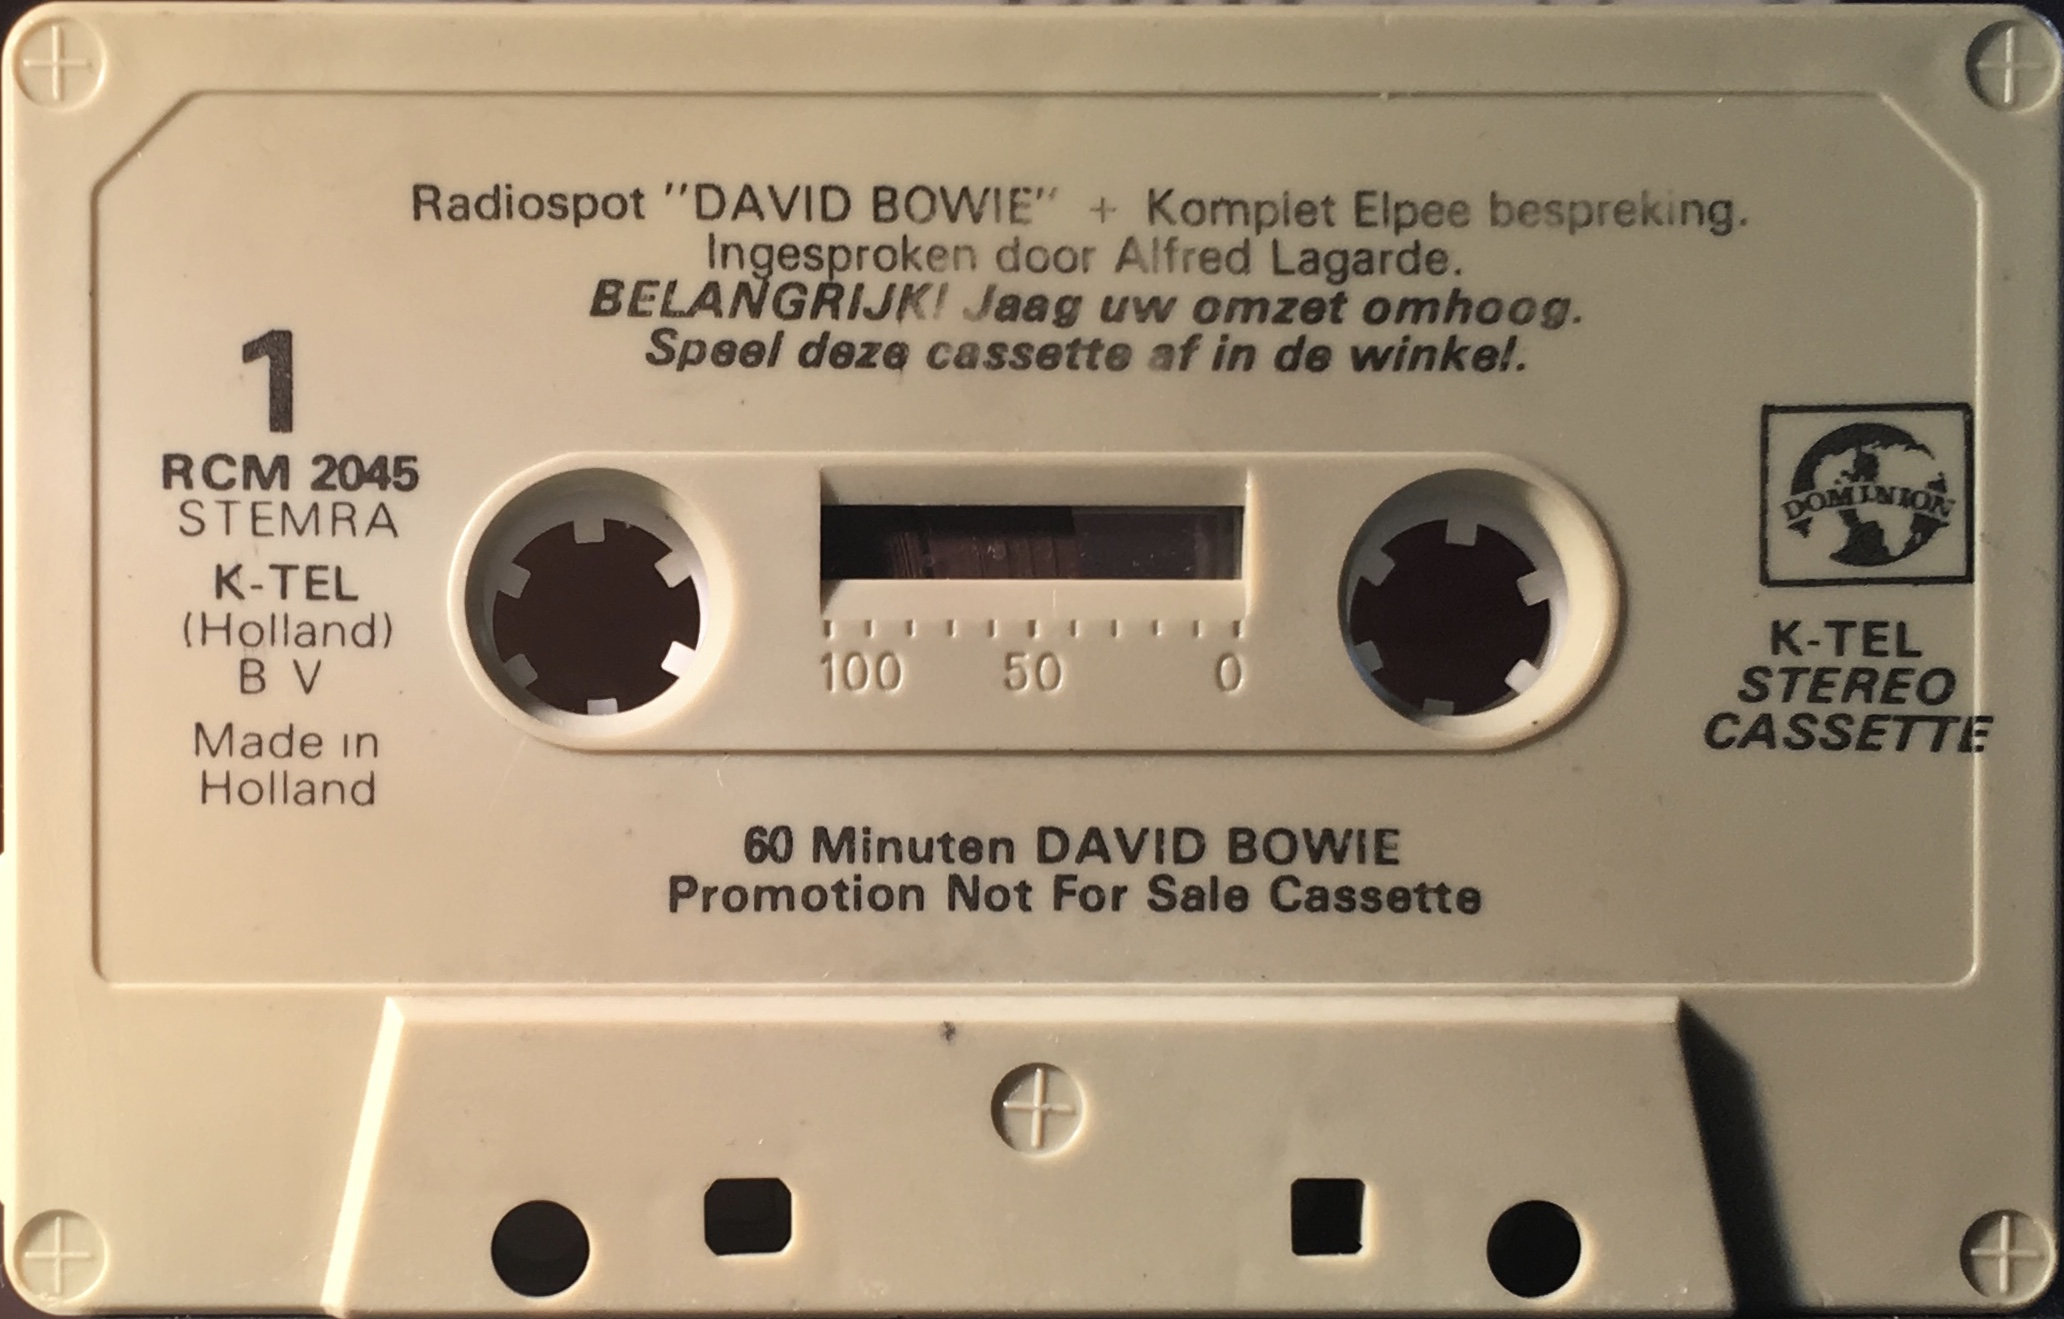 Radiospot "DAVID BOWIE" + Kompleet Elpee bespreking.
Ingesproken door Alfred Lagarde.
BELANGRIJK! Jaag uw omzet omhoog.
Speel deze cassette af in de winkel.
1
RCM 2045
STEMRA
K-TEL
(Holland)
B V
Made in
Holland
100 50 0
DOMINION
K-TEL
STEREO
CASSETTE
60 Minuten DAVID BOWIE
Promotion Not For Sale Cassette